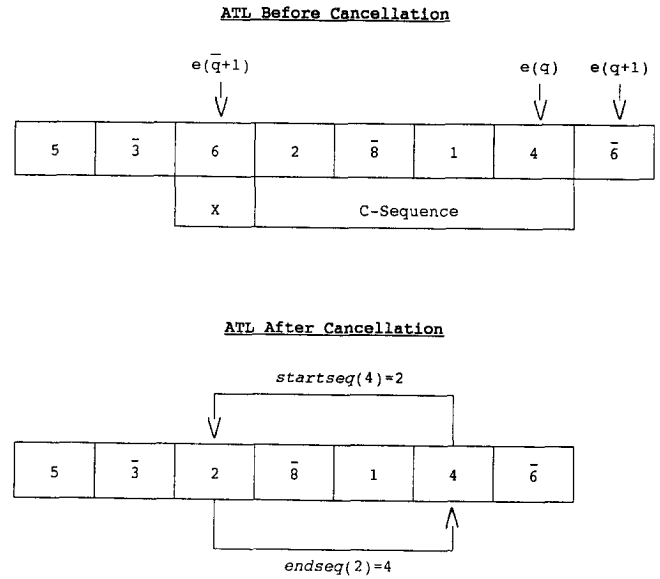 ATL Before Cancellation
e(q̅+1) e(q) e(q+1)
5 3̅ 6 2 8̅ 1 4 6̅
X C-Sequence
ATL After Cancellation
startseq(4)=2
5 3̅ 2 8̅ 1 4 6̅
endseq(2)=4